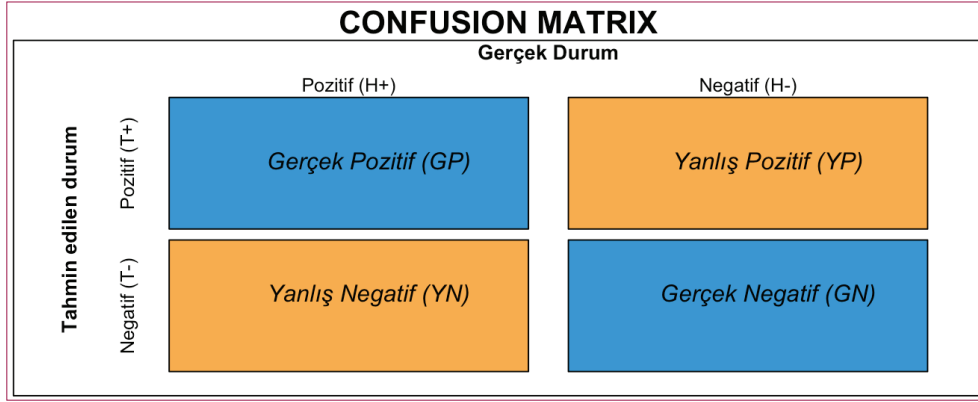 CONFUSION MATRIX
Gerçek Durum
Pozitif (H+)
Negatif (H-)
Tahmin edilen durum
Pozitif (T+)
Gerçek Pozitif (GP)
Yanlış Pozitif (YP)
Negatif (T-)
Yanlış Negatif (YN)
Gerçek Negatif (GN)